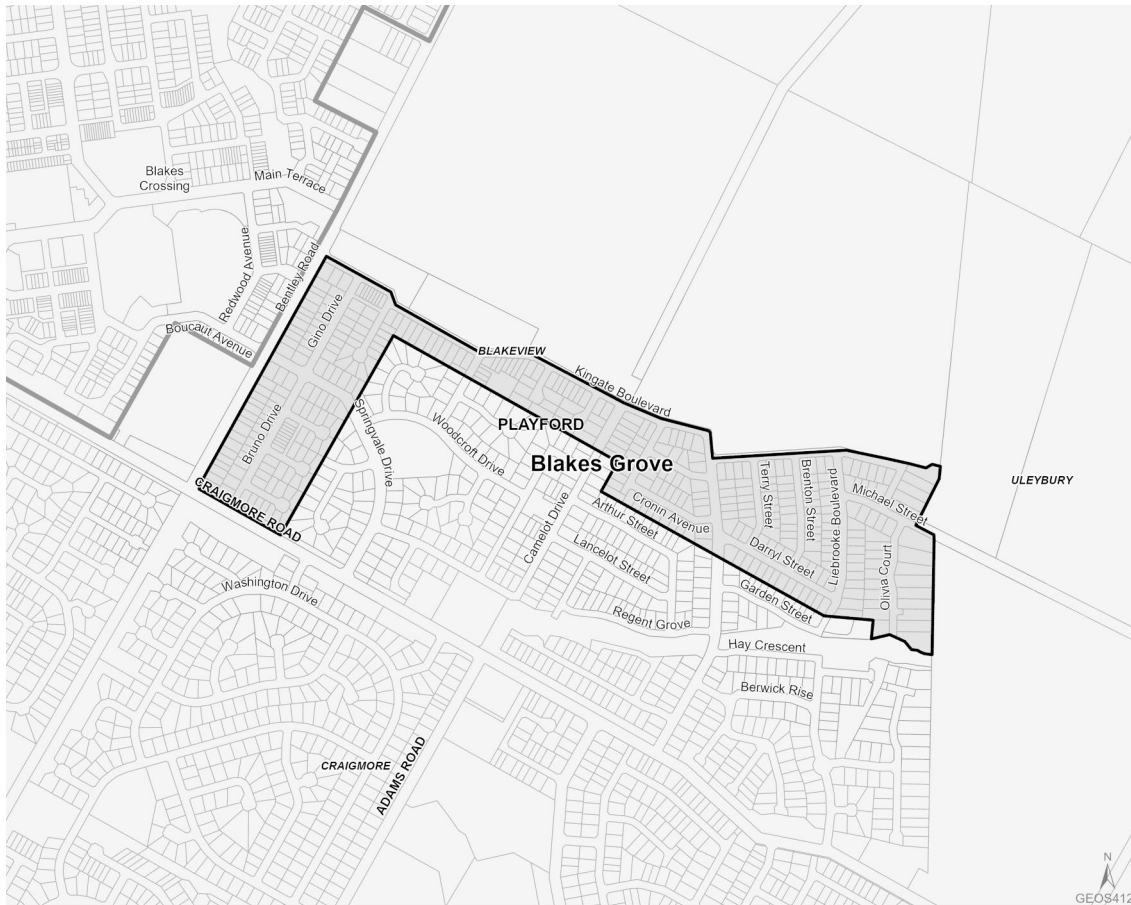 Blakes
Crossing
Main Terrace
Redwood Avenue
Bentley Road
Boucaut Avenue
Gino Drive
BLAKEVIEW
Kingate Boulevard
Bruno Drive
Springvale Drive
Woodcroft Drive
PLAYFORD
Blakes Grove
ULEYBURY
CRAIGMORE ROAD
Camelot Drive
Arthur Street
Cronin Avenue
Terry Street
Brenton Street
Liebrooke Boulevard
Michael Street
Darryl Street
Olivia Court
Lancelot Street
Garden Street
Washington Drive
Regent Grove
Hay Crescent
Berwick Rise
CRAIGMORE
ADAMS ROAD
N
GEOS412